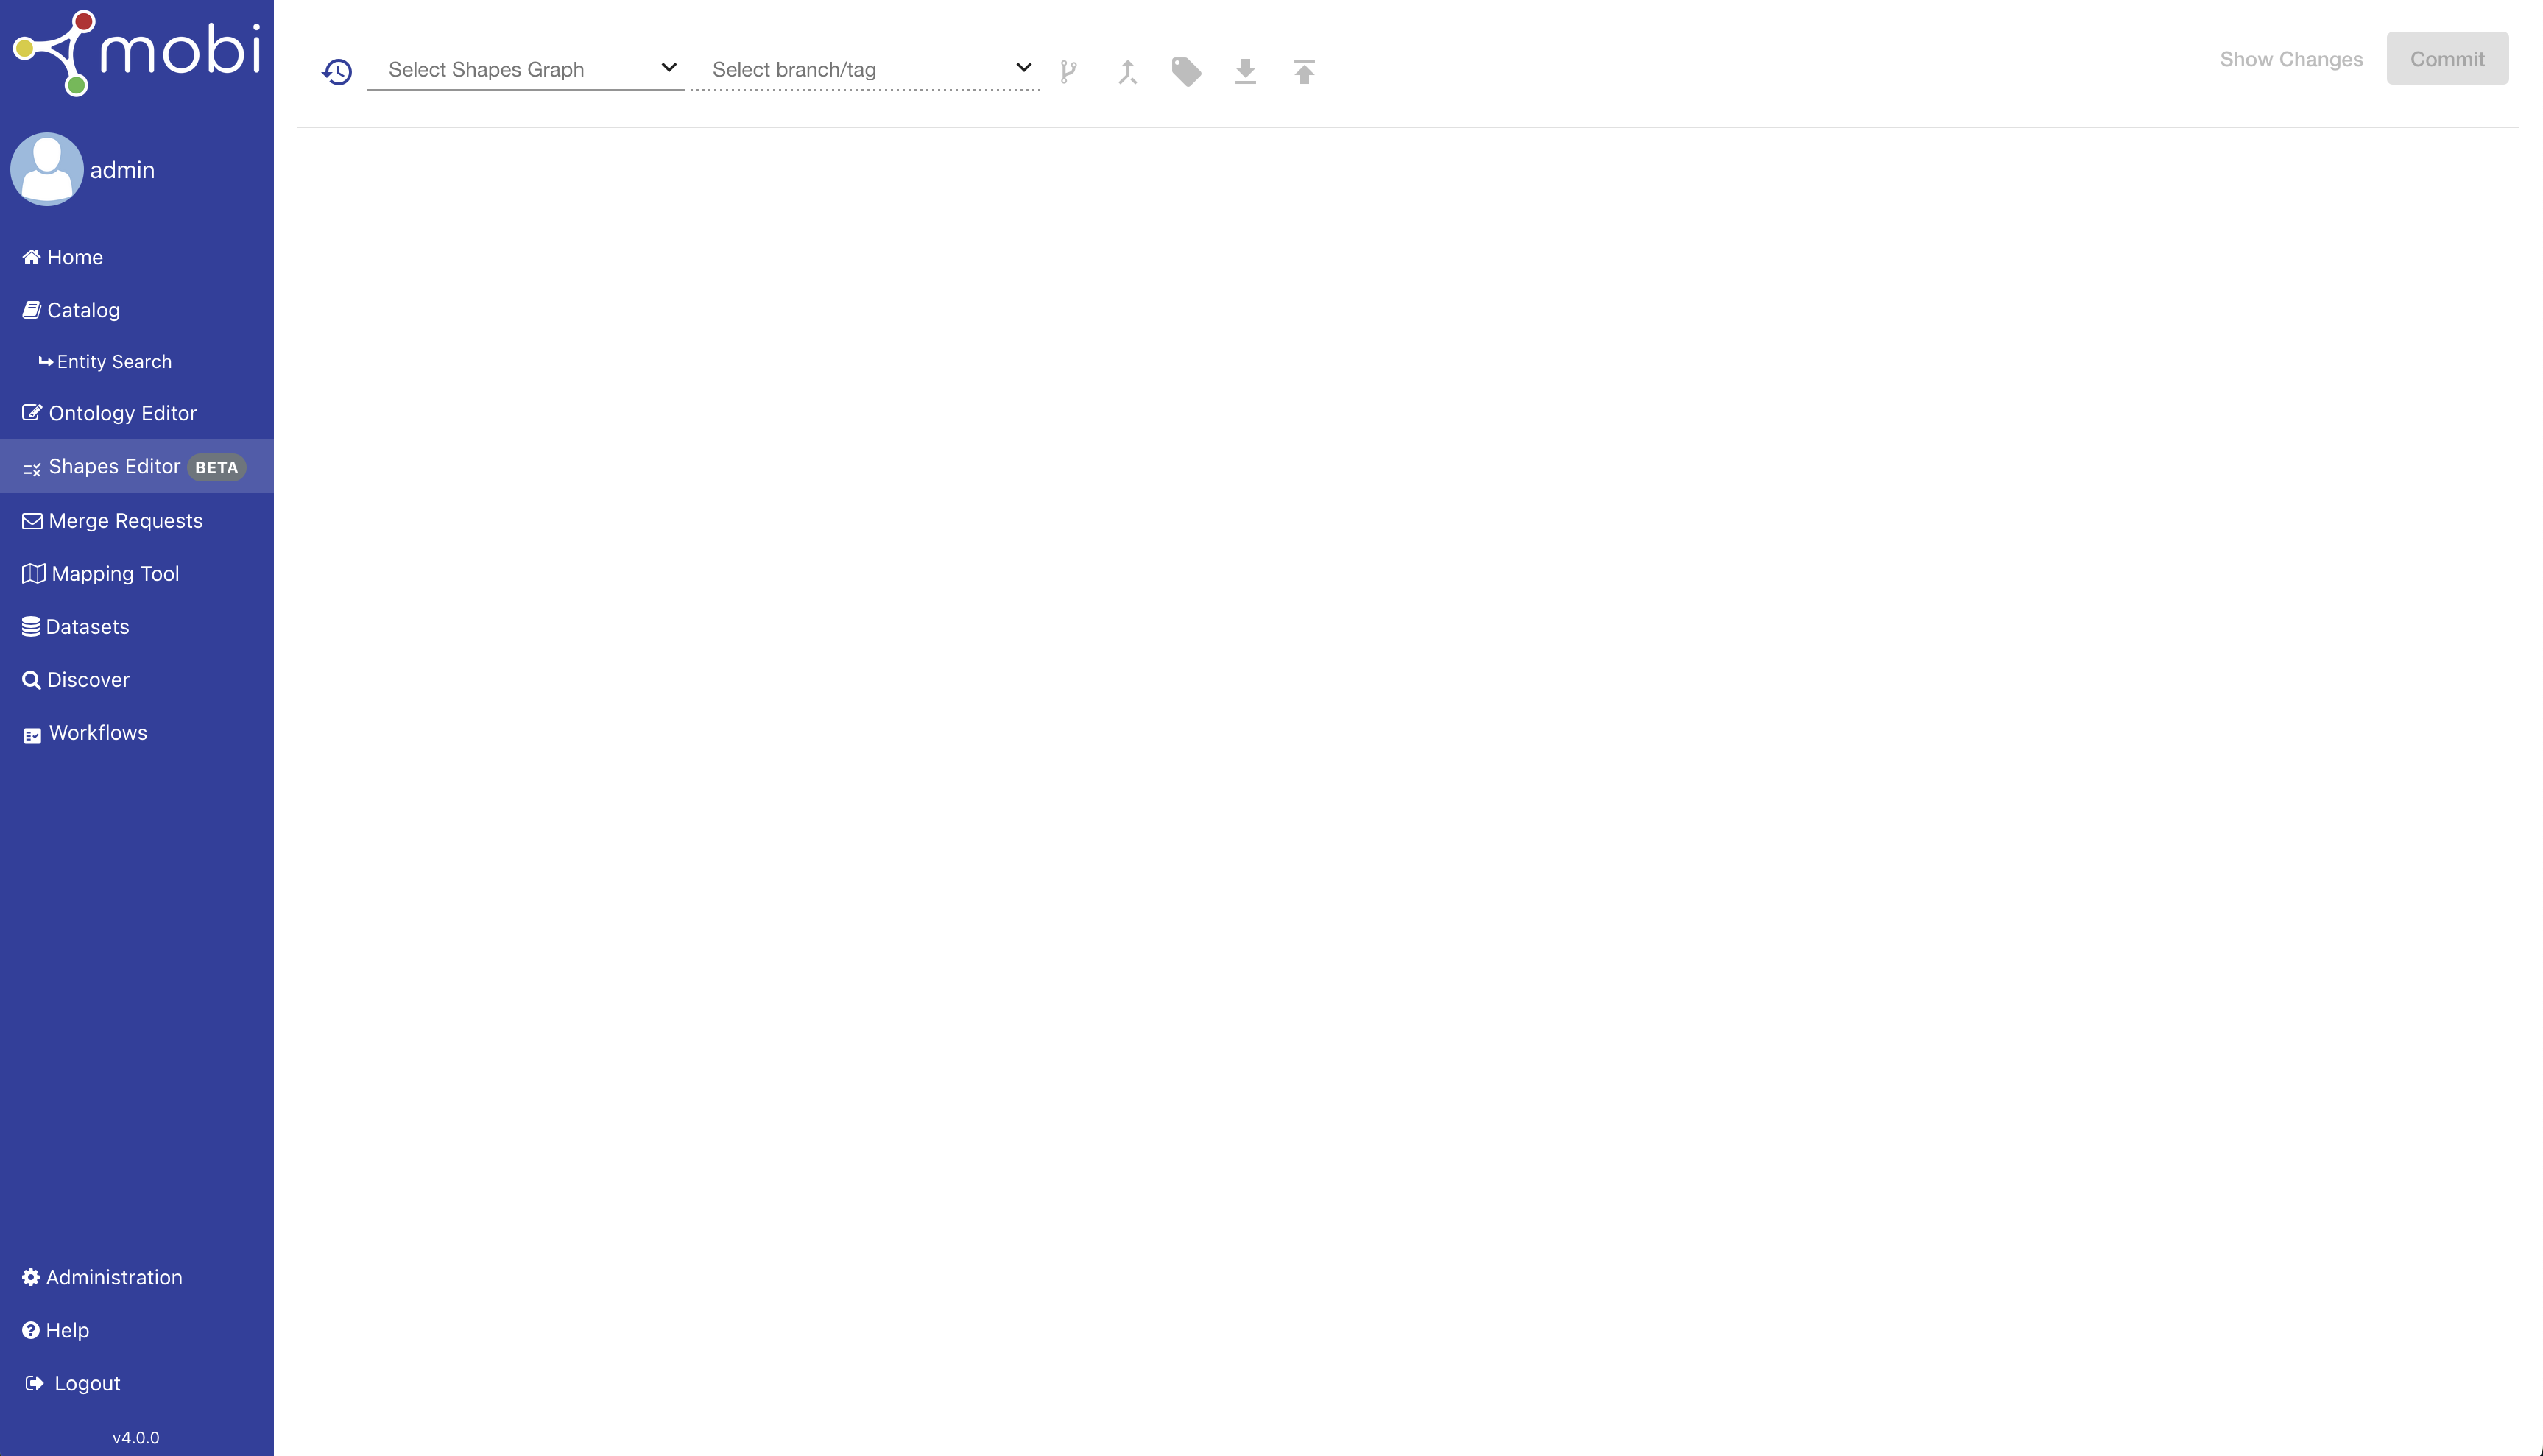 mobi
admin
Home
Catalog
Entity Search
Ontology Editor
Shapes Editor BETA
Merge Requests
Mapping Tool
Datasets
Discover
Workflows
Administration
Help
Logout
v4.0.0
Select Shapes Graph Select branch/tag
Show Changes Commit